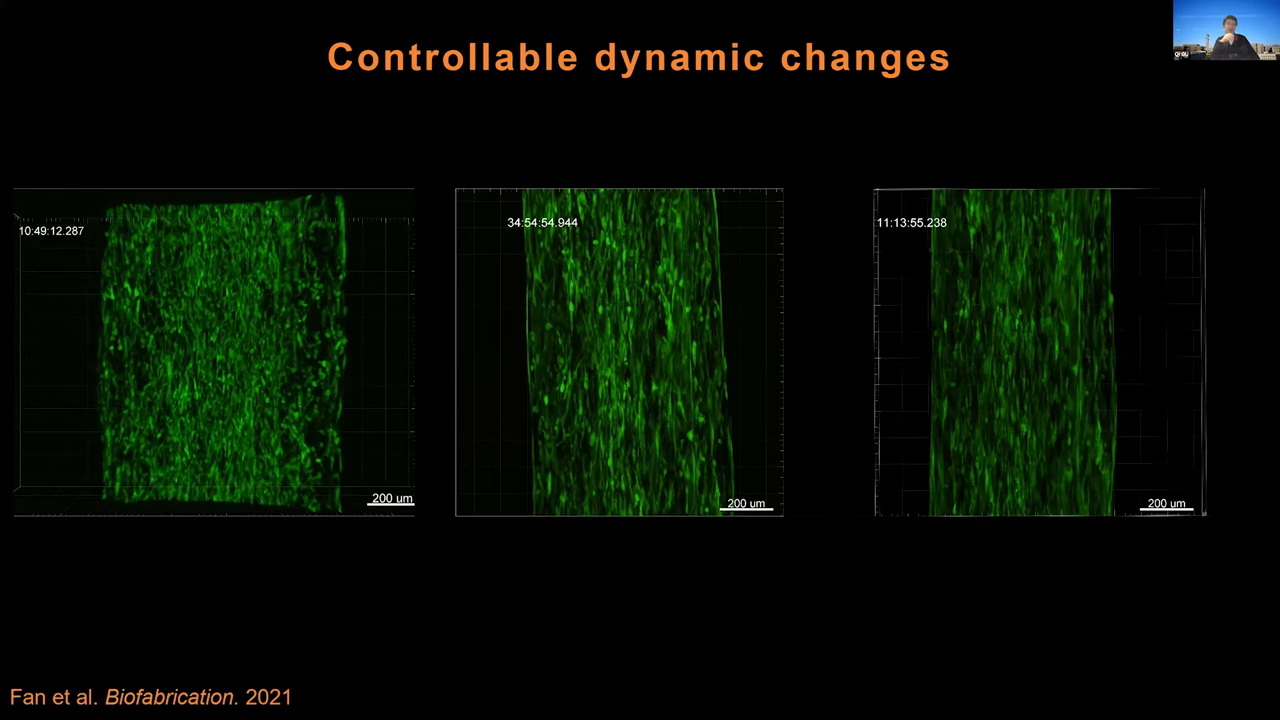 Controllable dynamic changes
10:49:12.287
34:54:54.944
11:13:55.238
200 um
200 um
200 um
Fan et al. Biofabrication. 2021